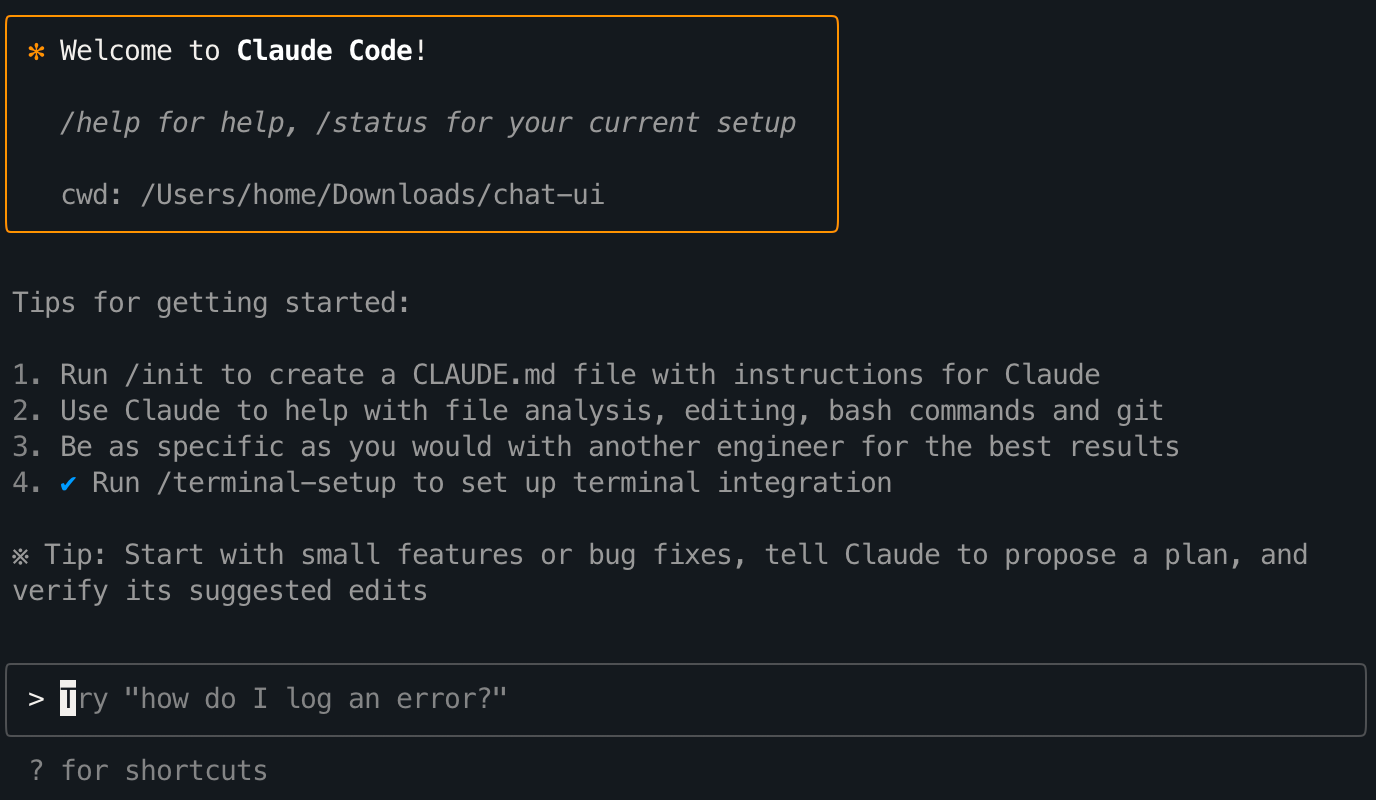 ✻ Welcome to Claude Code!
/help for help, /status for your current setup
cwd: /Users/home/Downloads/chat-ui
Tips for getting started:
1. Run /init to create a CLAUDE.md file with instructions for Claude
2. Use Claude to help with file analysis, editing, bash commands and git
3. Be as specific as you would with another engineer for the best results
4. ✔ Run /terminal-setup to set up terminal integration
※ Tip: Start with small features or bug fixes, tell Claude to propose a plan, and
verify its suggested edits
> Try "how do I log an error?"
? for shortcuts